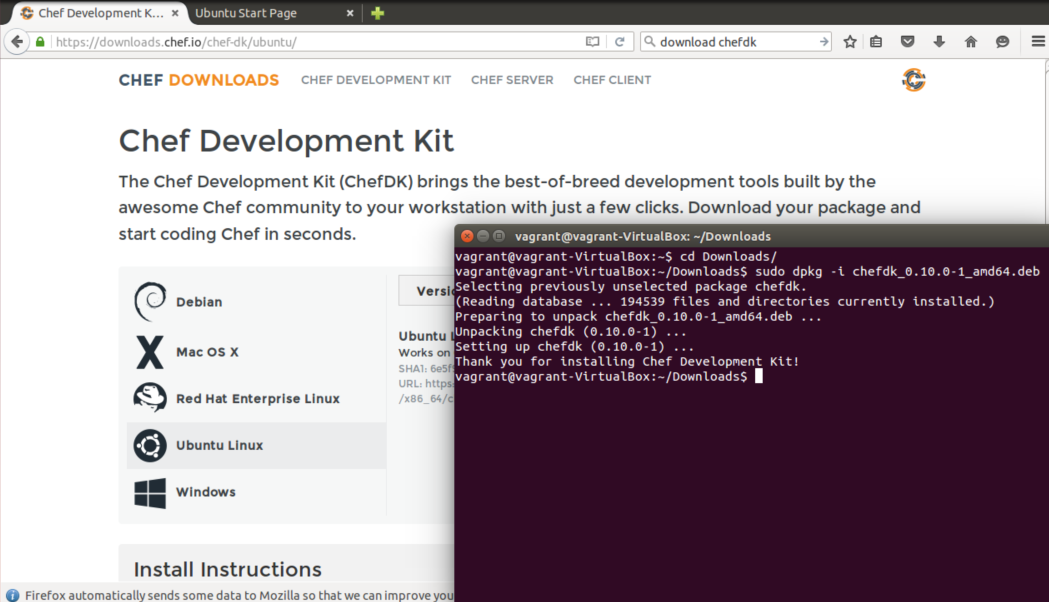 Chef Development K...
Ubuntu Start Page
https://downloads.chef.io/chef-dk/ubuntu/
download chefdk
CHEF DOWNLOADS
CHEF DEVELOPMENT KIT
CHEF SERVER
CHEF CLIENT
Chef Development Kit
The Chef Development Kit (ChefDK) brings the best-of-breed development tools built by the
awesome Chef community to your workstation with just a few clicks. Download your package and
start coding Chef in seconds.
Debian
Mac OS X
Red Hat Enterprise Linux
Ubuntu Linux
Windows
Versi
Ubuntu L
Works on
SHA1: 6e5f
URL: https:
/x86_64/c
vagrant@vagrant-VirtualBox: ~/Downloads
vagrant@vagrant-VirtualBox:~$ cd Downloads/
vagrant@vagrant-VirtualBox:~/Downloads$ sudo dpkg -i chefdk_0.10.0-1_amd64.deb
Selecting previously unselected package chefdk.
(Reading database ... 194539 files and directories currently installed.)
Preparing to unpack chefdk_0.10.0-1_amd64.deb ...
Unpacking chefdk (0.10.0-1) ...
Setting up chefdk (0.10.0-1) ...
Thank you for installing Chef Development Kit!
vagrant@vagrant-VirtualBox:~/Downloads$
Install Instructions
Firefox automatically sends some data to Mozilla so that we can improve you